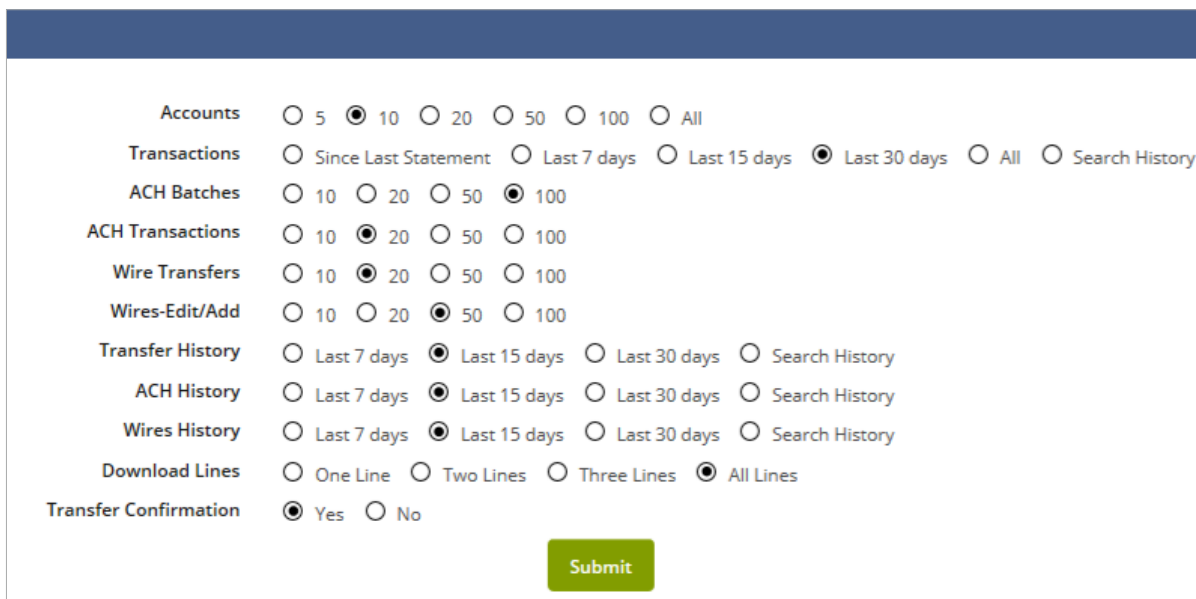 Accounts 5 10 20 50 100 All
Transactions Since Last Statement Last 7 days Last 15 days Last 30 days All Search History
ACH Batches 10 20 50 100
ACH Transactions 10 20 50 100
Wire Transfers 10 20 50 100
Wires-Edit/Add 10 20 50 100
Transfer History Last 7 days Last 15 days Last 30 days Search History
ACH History Last 7 days Last 15 days Last 30 days Search History
Wires History Last 7 days Last 15 days Last 30 days Search History
Download Lines One Line Two Lines Three Lines All Lines
Transfer Confirmation Yes No
Submit